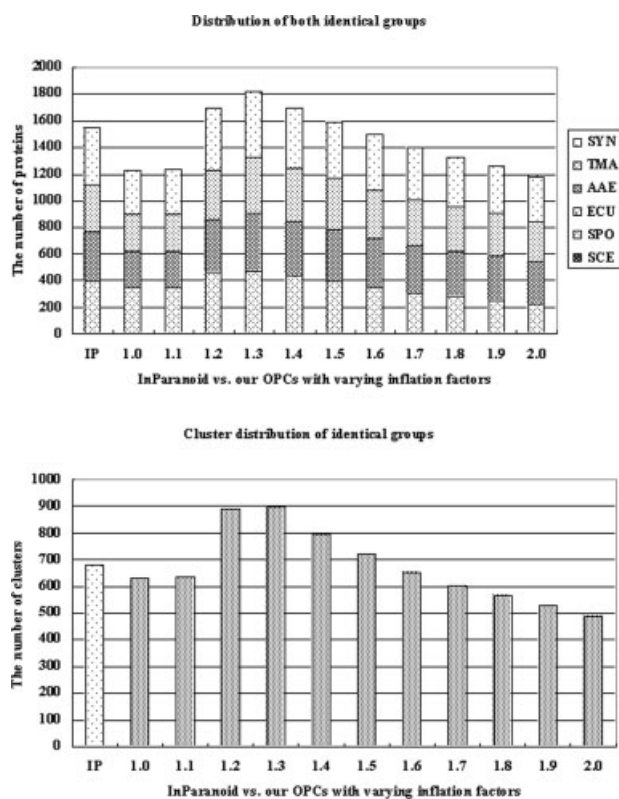 Distribution of both identical groups
The number of proteins
2000
1800
1600
1400
1200
1000
800
600
400
200
0
IP 1.0 1.1 1.2 1.3 1.4 1.5 1.6 1.7 1.8 1.9 2.0
InParanoid vs. our OPCs with varying inflation factors
SYN
TMA
AAE
ECU
SPO
SCE
Cluster distribution of identical groups
The number of clusters
1000
900
800
700
600
500
400
300
200
100
0
IP 1.0 1.1 1.2 1.3 1.4 1.5 1.6 1.7 1.8 1.9 2.0
InParanoid vs. our OPCs with varying inflation factors